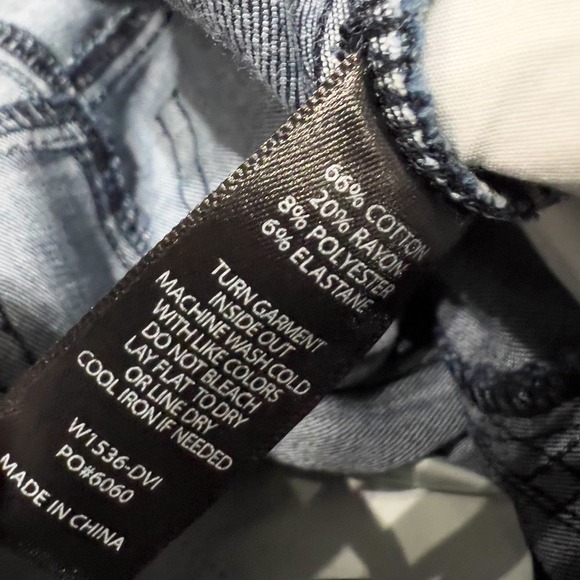 66% COTTON
20% RAYON
8% POLYESTER
6% ELASTANE
TURN GARMENT
INSIDE OUT
MACHINE WASH COLD
WITH LIKE COLORS
DO NOT BLEACH
LAY FLAT TO DRY
OR LINE DRY
COOL IRON IF NEEDED
W1536-DVI
PO#6060
MADE IN CHINA